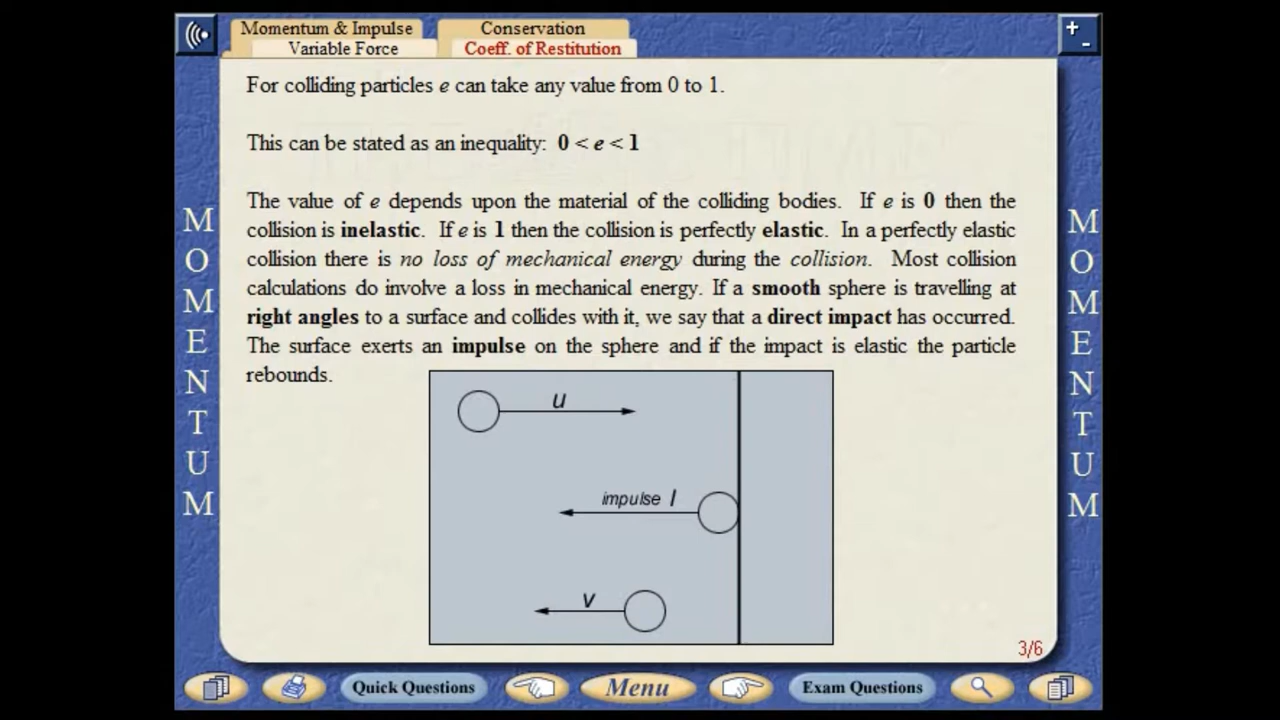 Momentum & Impulse
Conservation
Variable Force
Coeff. of Restitution
For colliding particles e can take any value from 0 to 1.
This can be stated as an inequality: 0 < e < 1
The value of e depends upon the material of the colliding bodies. If e is 0 then the
collision is inelastic. If e is 1 then the collision is perfectly elastic. In a perfectly elastic
collision there is no loss of mechanical energy during the collision. Most collision
calculations do involve a loss in mechanical energy. If a smooth sphere is travelling at
right angles to a surface and collides with it, we say that a direct impact has occurred.
The surface exerts an impulse on the sphere and if the impact is elastic the particle
rebounds.
u
impulse I
v
MOMENTUM
MOMENTUM
3/6
Quick Questions
Menu
Exam Questions
+ -